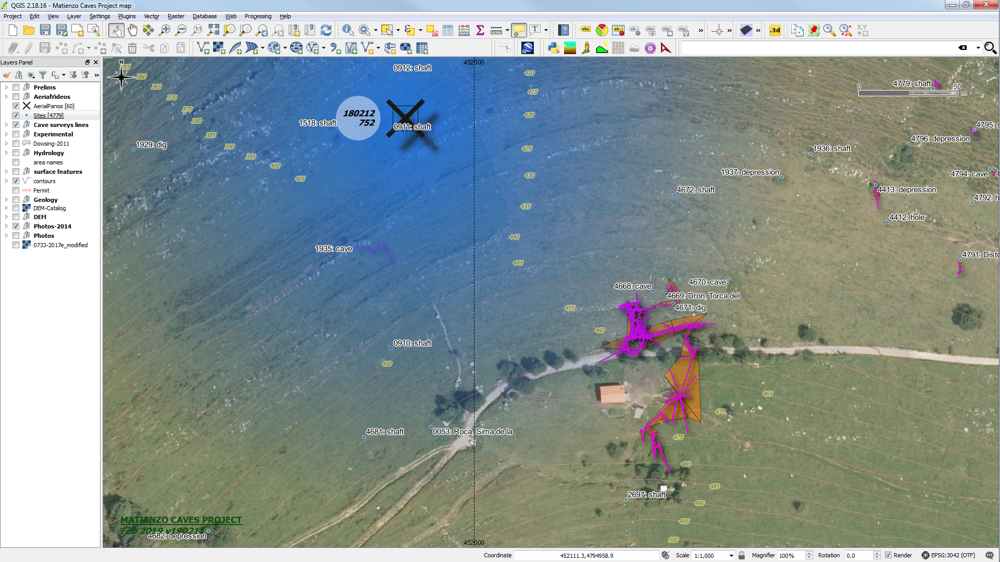 QGIS 2.18.16 - Matienzo Caves Project map
Project Edit View Layer Settings Plugins Vector Raster Database Web Processing Help
Layers Panel
Prelims
AerialVideos
AerialPanos [60]
Sites [4779]
Cave surveys lines
Experimental
Dowsing-2011
Hydrology
area names
surface features
contours
Permit
Geology
DEM-Catalog
DEM
Photos-2014
Photos
0733-2017e_modified
N
452000
0912: shaft
180212
752
1518: shaft
0911: shaft
1929: dig
355
360
365
370
375
380
385
390
395
400
405
410
415
420
425
430
435
440
445
450
455
460
465
470
475
480
485
490
495
500
4779: shaft
0 50
m
4795: s
4796: depression
1936: shaft
1937: depression
4794: cave
4672: shaft
4413: depression
4792: h
4412: hole
1935: cave
4791: Disto
4668: cave
4670: cave
4669: Dron, Torca del
4671: dig
0910: shaft
4681: shaft
0053: Roca, Sima de la
2697: shaft
MATIENZO CAVES PROJECT
Feb 2019 v190211
4682: depression
452000
Coordinate 452111.3,4794958.9 Scale 1:1,000 Magnifier 100% Rotation 0.0 Render EPSG:3042 (OTF)